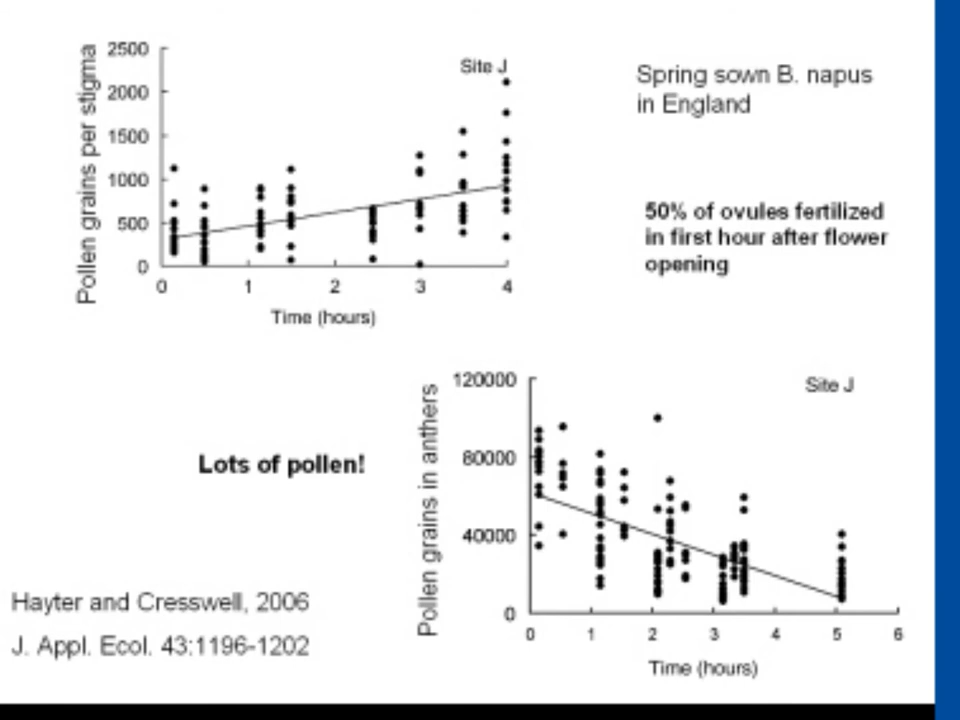 Pollen grains per stigma
2500
2000
1500
1000
500
0
Site J
0 1 2 3 4
Time (hours)
Spring sown B. napus
in England
50% of ovules fertilized
in first hour after flower
opening
Lots of pollen!
Pollen grains in anthers
120000
80000
40000
0
Site J
0 1 2 3 4 5 6
Time (hours)
Hayter and Cresswell, 2006
J. Appl. Ecol. 43:1196-1202